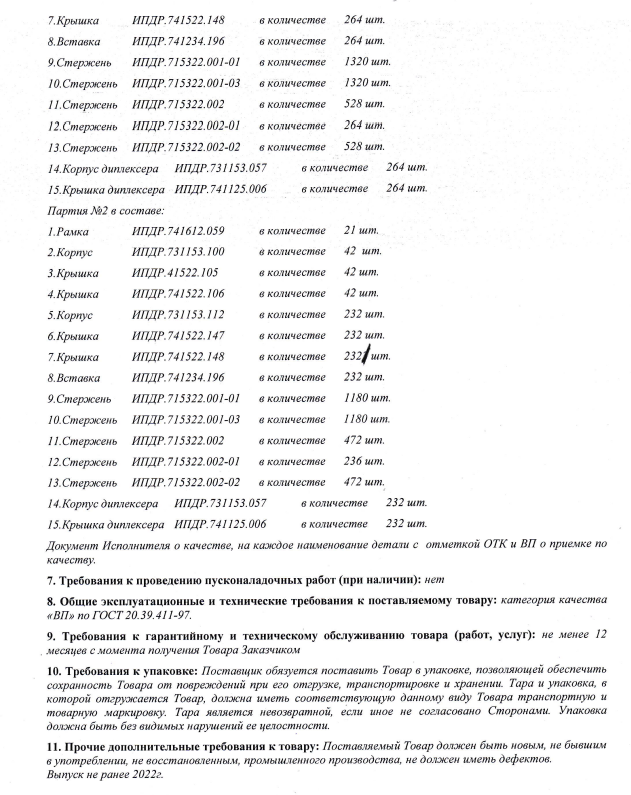 7.Крышка ИПДР.741522.148 в количестве 264 шт.
8.Вставка ИПДР.741234.196 в количестве 264 шт.
9.Стержень ИПДР.715322.001-01 в количестве 1320 шт.
10.Стержень ИПДР.715322.001-03 в количестве 1320 шт.
11.Стержень ИПДР.715322.002 в количестве 528 шт.
12.Стержень ИПДР.715322.002-01 в количестве 264 шт.
13.Стержень ИПДР.715322.002-02 в количестве 528 шт.
14.Корпус диплексера ИПДР.731153.057 в количестве 264 шт.
15.Крышка диплексера ИПДР.741125.006 в количестве 264 шт.
Партия №2 в составе:
1.Рамка ИПДР.741612.059 в количестве 21 шт.
2.Корпус ИПДР.731153.100 в количестве 42 шт.
3.Крышка ИПДР.41522.105 в количестве 42 шт.
4.Крышка ИПДР.741522.106 в количестве 42 шт.
5.Корпус ИПДР.731153.112 в количестве 232 шт.
6.Крышка ИПДР.741522.147 в количестве 232 шт.
7.Крышка ИПДР.741522.148 в количестве 232 шт.
8.Вставка ИПДР.741234.196 в количестве 232 шт.
9.Стержень ИПДР.715322.001-01 в количестве 1180 шт.
10.Стержень ИПДР.715322.001-03 в количестве 1180 шт.
11.Стержень ИПДР.715322.002 в количестве 472 шт.
12.Стержень ИПДР.715322.002-01 в количестве 236 шт.
13.Стержень ИПДР.715322.002-02 в количестве 472 шт.
14.Корпус диплексера ИПДР.731153.057 в количестве 232 шт.
15.Крышка диплексера ИПДР.741125.006 в количестве 232 шт.
Документ Исполнителя о качестве, на каждое наименование детали с отметкой ОТК и ВП о приемке по
качеству.
7. Требования к проведению пусконаладочных работ (при наличии): нет
8. Общие эксплуатационные и технические требования к поставляемому товару: категория качества
«ВП» по ГОСТ 20.39.411-97.
9. Требования к гарантийному и техническому обслуживанию товара (работ, услуг): не менее 12
месяцев с момента получения Товара Заказчиком
10. Требования к упаковке: Поставщик обязуется поставить Товар в упаковке, позволяющей обеспечить
сохранность Товара от повреждений при его отгрузке, транспортировке и хранении. Тара и упаковка, в
которой отгружается Товар, должна иметь соответствующую данному виду Товара транспортную и
товарную маркировку. Тара является невозвратной, если иное не согласовано Сторонами. Упаковка
должна быть без видимых нарушений ее целостности.
11. Прочие дополнительные требования к товару: Поставляемый Товар должен быть новым, не бывшим
в употреблении, не восстановленным, промышленного производства, не должен иметь дефектов.
Выпуск не ранее 2022г.